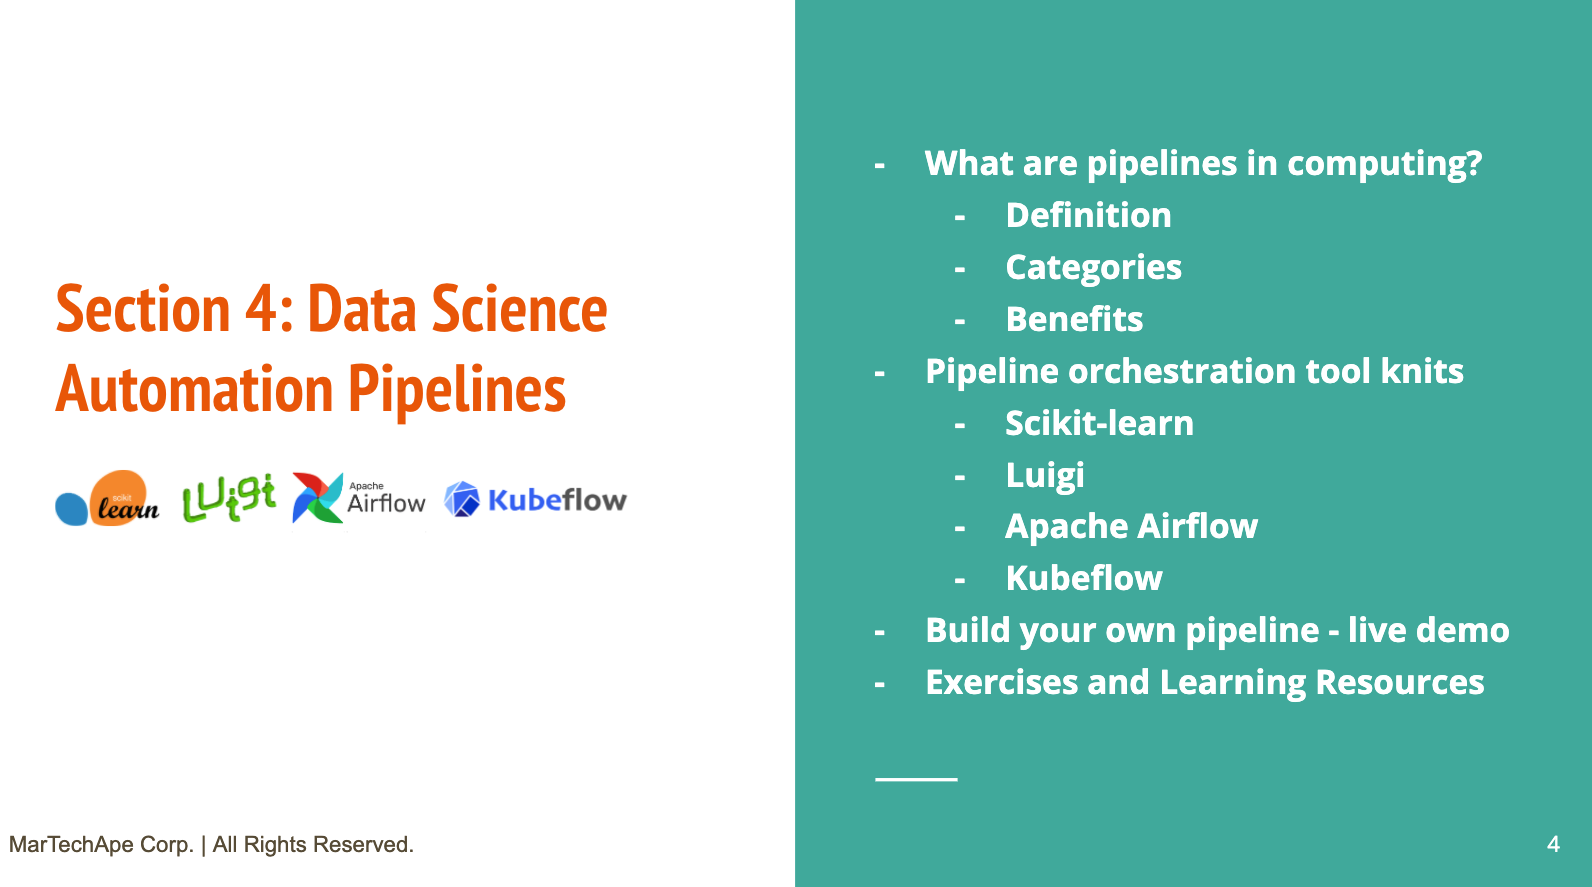 Section 4: Data Science
Automation Pipelines
scikit
learn
Luigi
Apache
Airflow
Kubeflow
- What are pipelines in computing?
- Definition
- Categories
- Benefits
- Pipeline orchestration tool knits
- Scikit-learn
- Luigi
- Apache Airflow
- Kubeflow
- Build your own pipeline - live demo
- Exercises and Learning Resources
MarTechApe Corp. | All Rights Reserved.
4